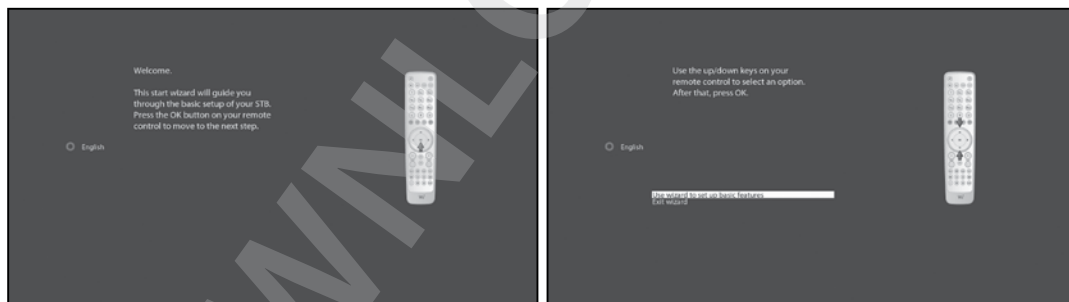 Welcome.
This start wizard will guide you
through the basic setup of your STB.
Press the OK button on your remote
control to move to the next step.
English
Use the up/down keys on your
remote control to select an option.
After that, press OK.
English
Use wizard to set up basic features
Exit wizard